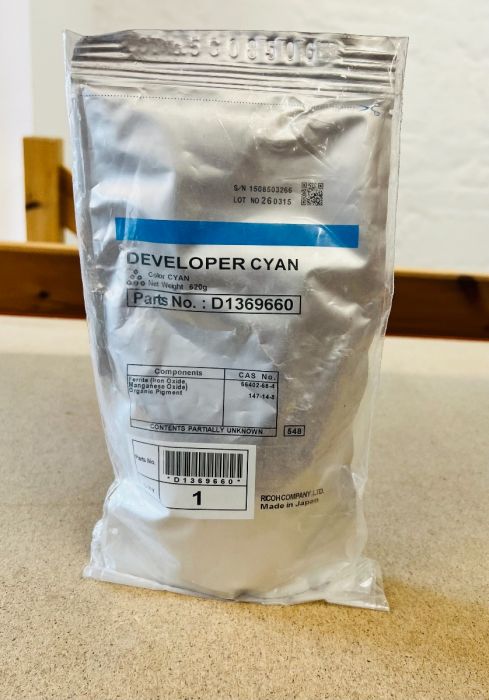 S/N 1508503266
LOT NO 260315
DEVELOPER CYAN
Color CYAN
Net Weight 620g
Parts No. : D1369660
Components CAS No.
Ferrite (Iron Oxide, 66402-68-4
Manganese Oxide)
Organic Pigment 147-14-8
CONTENTS PARTIALLY UNKNOWN
548
Parts No.
*D1369660*
1
RICOH COMPANY, LTD.
Made in Japan